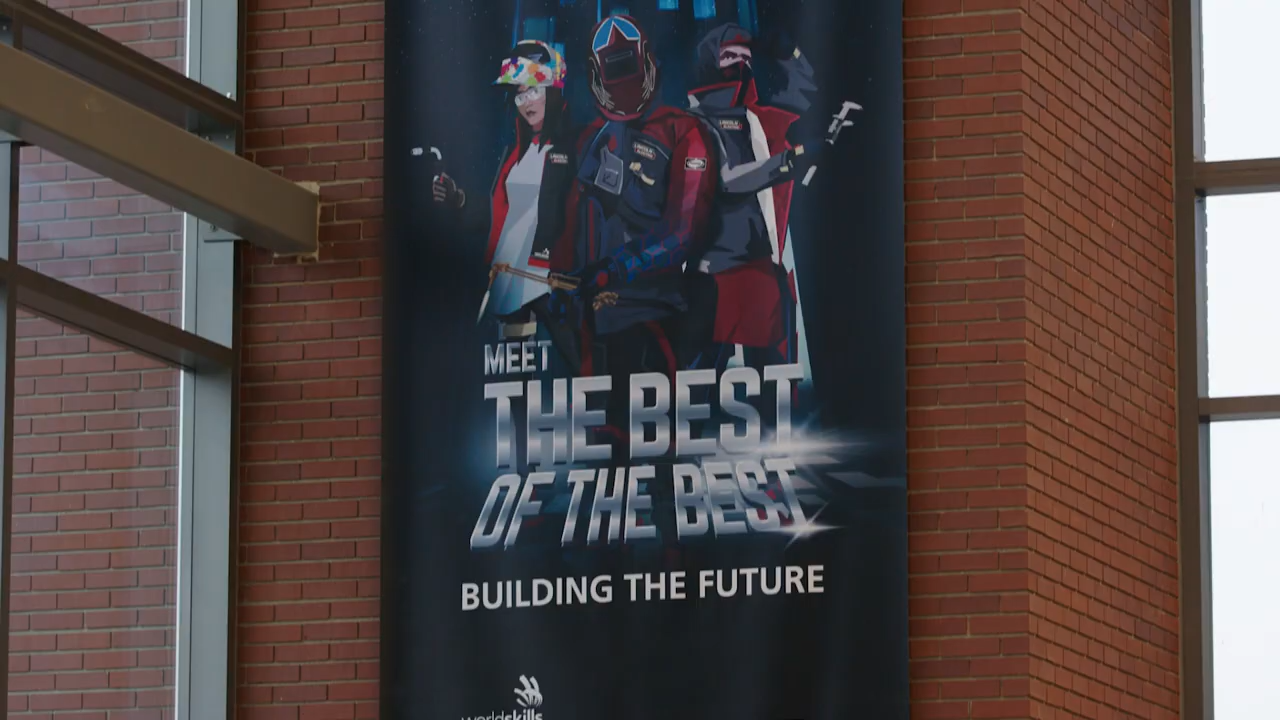 MEET
THE BEST
OF THE BEST
BUILDING THE FUTURE
worldskills